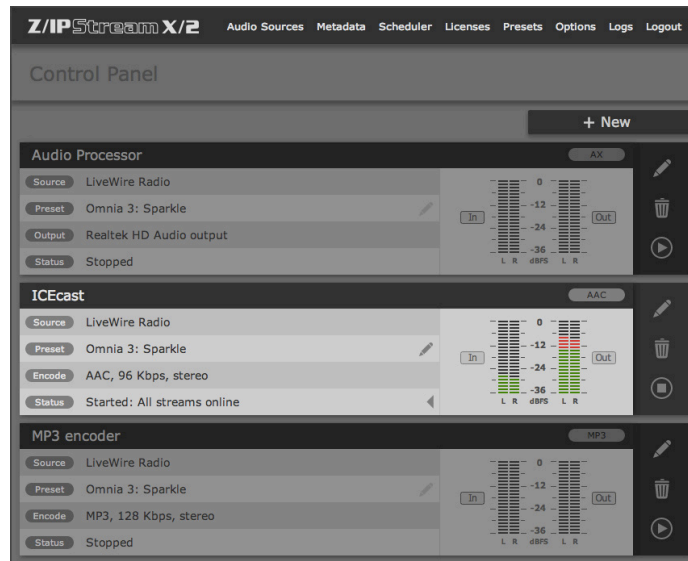 Z/IPStream X/2 Audio Sources Metadata Scheduler Licenses Presets Options Logs Logout
Control Panel
+ New
Audio Processor AX
Source LiveWire Radio
Preset Omnia 3: Sparkle
Output Realtek HD Audio output
Status Stopped
In 0 -12 -24 -36 Out
L R dBFS L R
ICEcast AAC
Source LiveWire Radio
Preset Omnia 3: Sparkle
Encode AAC, 96 Kbps, stereo
Status Started: All streams online
In 0 -12 -24 -36 Out
L R dBFS L R
MP3 encoder MP3
Source LiveWire Radio
Preset Omnia 3: Sparkle
Encode MP3, 128 Kbps, stereo
Status Stopped
In 0 -12 -24 -36 Out
L R dBFS L R